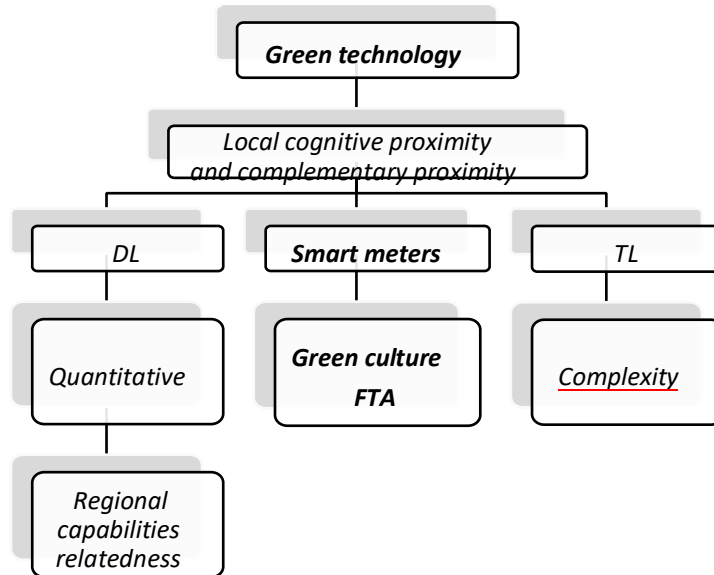 Green technology
Local cognitive proximity
and complementary proximity
DL
Smart meters
TL
Quantitative
Green culture
FTA
Complexity
Regional
capabilities
relatedness